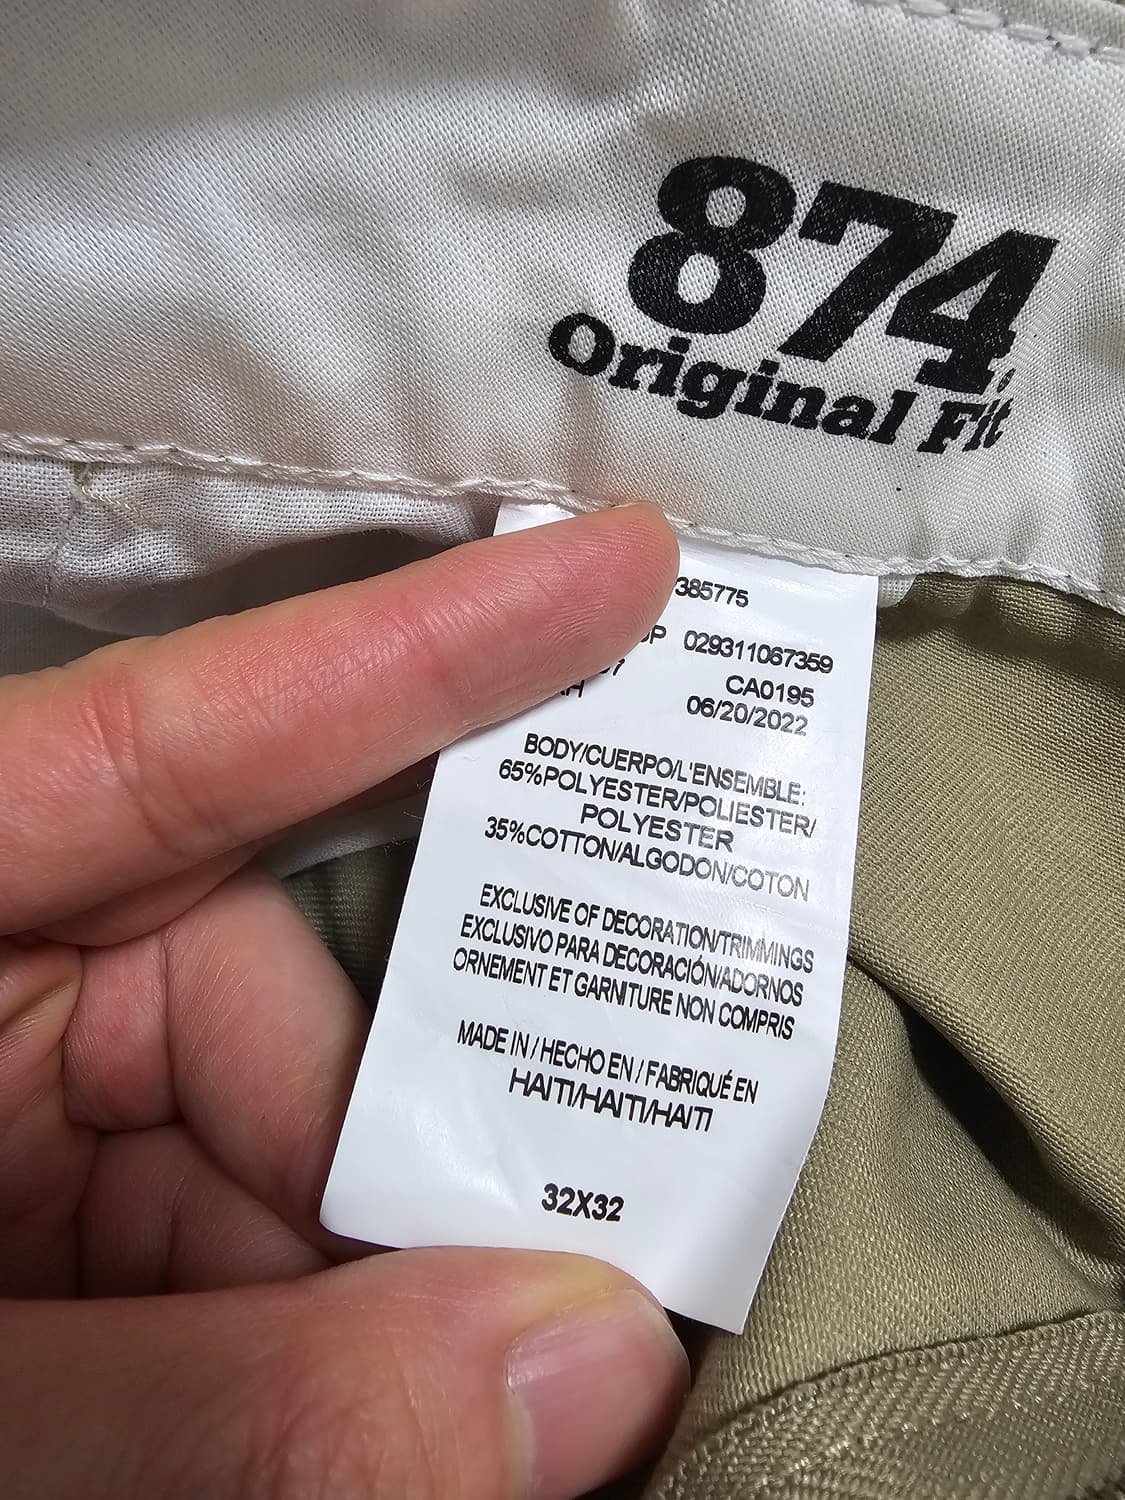 874
Original Fit
385775
029311067359
CA0195
06/20/2022
BODY/CUERPO/L'ENSEMBLE:
65%POLYESTER/POLIESTER/
POLYESTER
35%COTTON/ALGODON/COTON
EXCLUSIVE OF DECORATION/TRIMMINGS
EXCLUSIVO PARA DECORACIÓN/ADORNOS
ORNEMENT ET GARNITURE NON COMPRIS
MADE IN / HECHO EN / FABRIQUÉ EN
HAITI/HAITI/HAITI
32X32